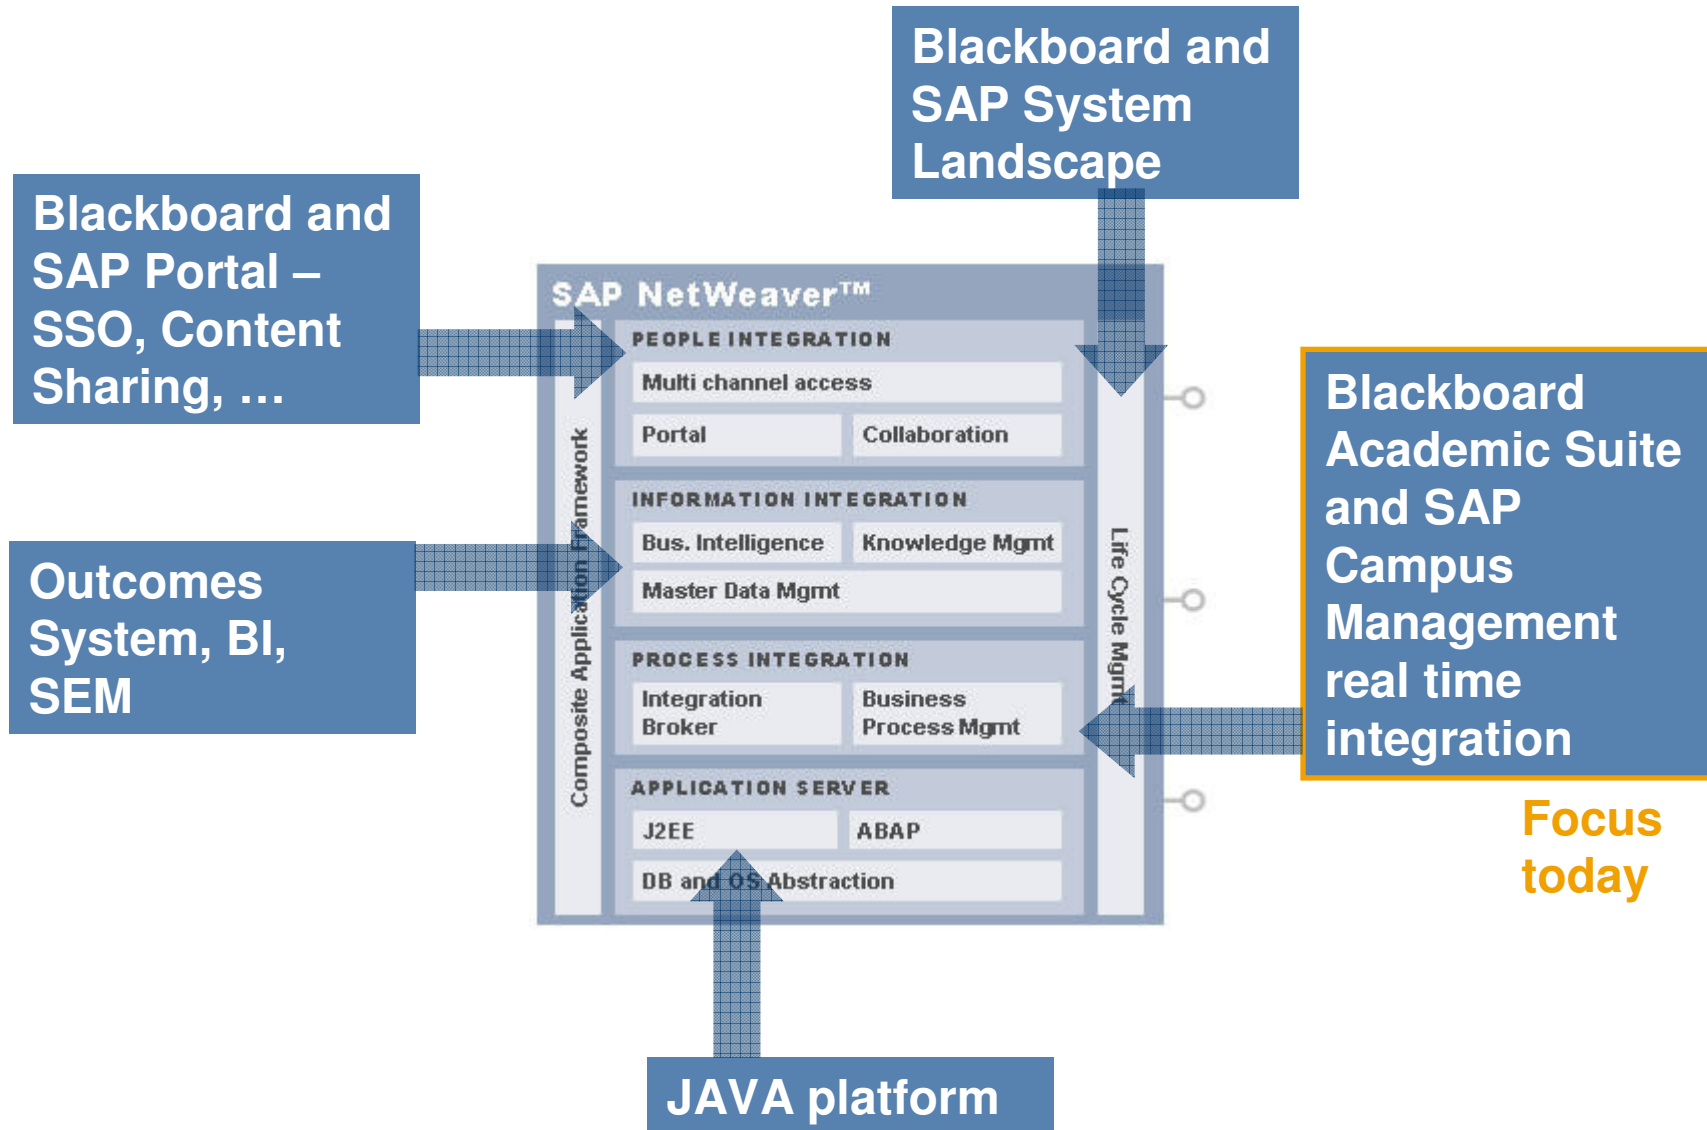 Blackboard and
SAP System
Landscape
Blackboard and
SAP Portal –
SSO, Content
Sharing, …
Outcomes
System, BI,
SEM
SAP NetWeaver™
Composite Application Framework
PEOPLE INTEGRATION
Multi channel access
Portal
Collaboration
INFORMATION INTEGRATION
Bus. Intelligence
Knowledge Mgmt
Master Data Mgmt
PROCESS INTEGRATION
Integration
Broker
Business
Process Mgmt
APPLICATION SERVER
J2EE
ABAP
DB and OS Abstraction
Life Cycle Mgmt
Blackboard
Academic Suite
and SAP
Campus
Management
real time
integration
Focus
today
JAVA platform